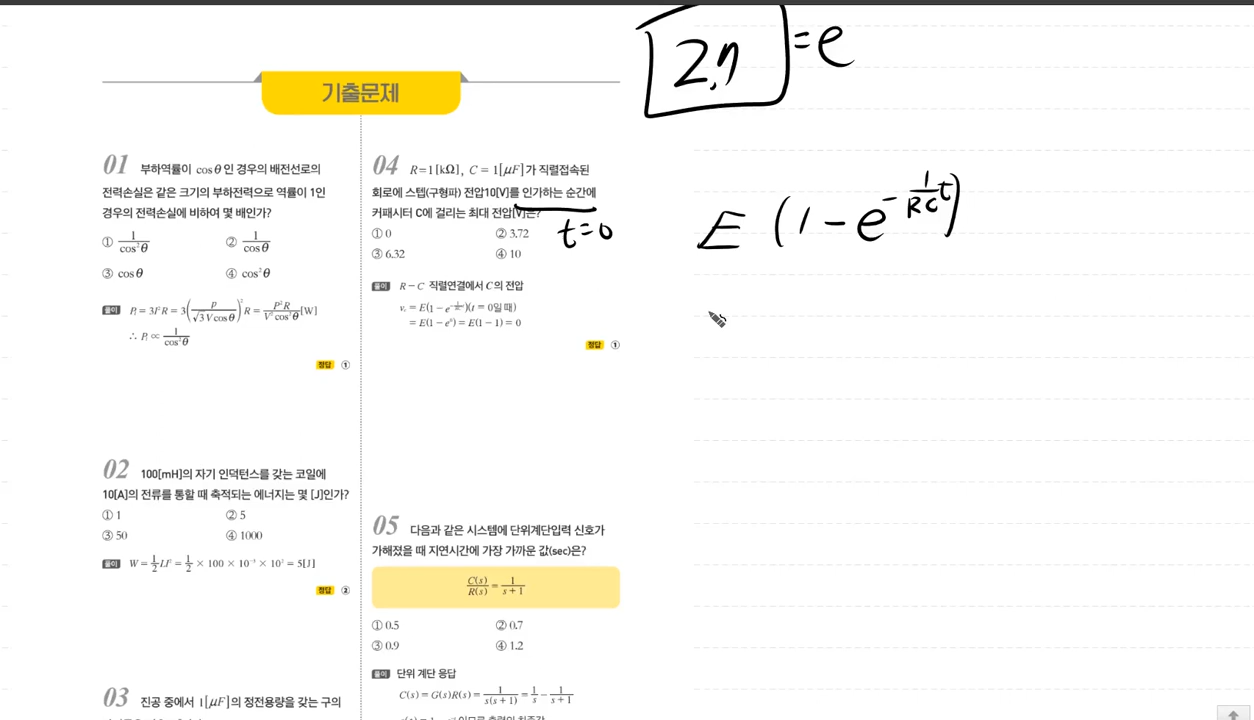 기출문제
01 부하역률이 cosθ인 경우의 배전선로의
전력손실은 같은 크기의 부하전력으로 역률이 1인
경우의 전력손실에 비하여 몇 배인가?
① 1/cos²θ ② 1/cosθ
③ cosθ ④ cos²θ
풀이 Pₗ = 3I²R = 3(P/√3Vcosθ)²R = P²R/V²cos²θ[W]
∴ Pₗ ∝ 1/cos²θ
정답 ①
02 100[mH]의 자기 인덕턴스를 갖는 코일에
10[A]의 전류를 통할 때 축적되는 에너지는 몇 [J]인가?
① 1 ② 5
③ 50 ④ 1000
풀이 W = 1/2 LI² = 1/2 × 100 × 10⁻³ × 10² = 5[J]
정답 ②
03 진공 중에서 1[μF]의 정전용량을 갖는 구의
04 R=1[kΩ], C = 1[μF]가 직렬접속된
회로에 스텝(구형파) 전압10[V]를 인가하는 순간에
커패시터 C에 걸리는 최대 전압[V]은?
① 0 ② 3.72
③ 6.32 ④ 10
t=0
풀이 R-C 직렬연결에서 C의 전압
= E(1-e⁰) = E(1-1) = 0
정답 ①
05 다음과 같은 시스템에 단위계단입력 신호가
가해졌을 때 지연시간에 가장 가까운 값(sec)은?
C(s)/R(s) = 1/s+1
① 0.5 ② 0.7
③ 0.9 ④ 1.2
풀이 단위 계단 응답
C(s) = G(s)R(s) = 1/s(s+1) = 1/s - 1/s+1
=e
E (1-e^-1/RC t)